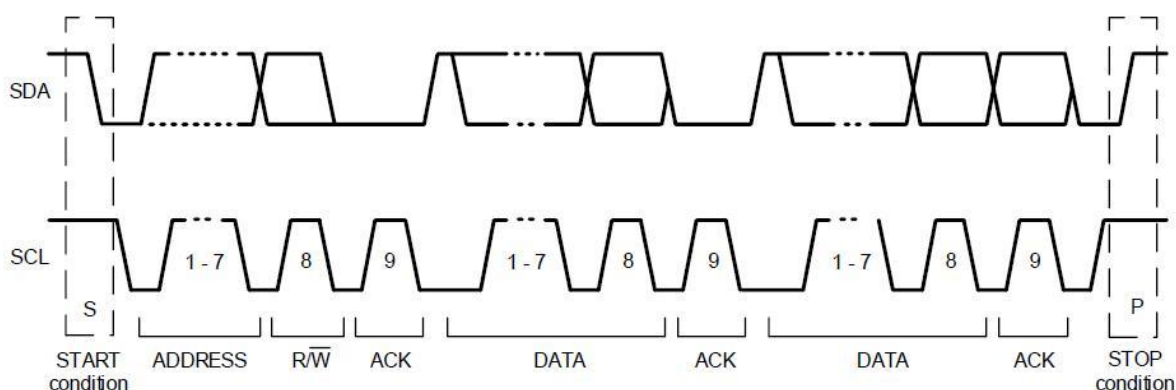 SDA
SCL
1 - 7 8 9 1 - 7 8 9 1 - 7 8 9
S P
START condition ADDRESS R/W̅ ACK DATA ACK DATA ACK STOP condition